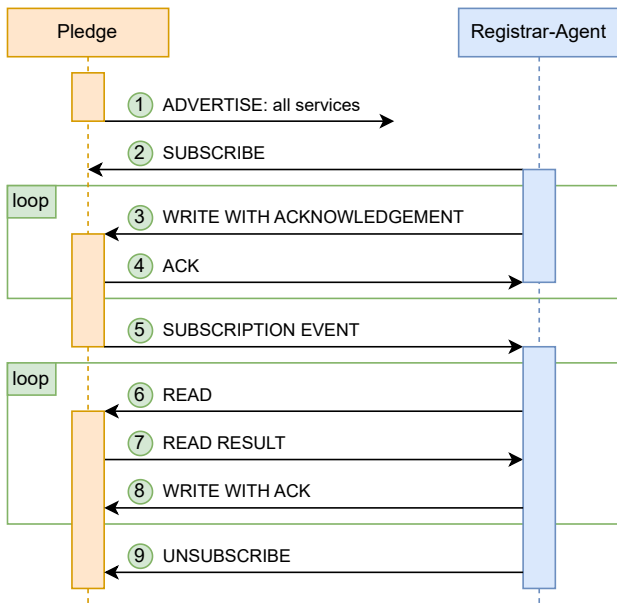 Pledge
Registrar-Agent
1 ADVERTISE: all services
2 SUBSCRIBE
loop
3 WRITE WITH ACKNOWLEDGEMENT
4 ACK
5 SUBSCRIPTION EVENT
loop
6 READ
7 READ RESULT
8 WRITE WITH ACK
9 UNSUBSCRIBE